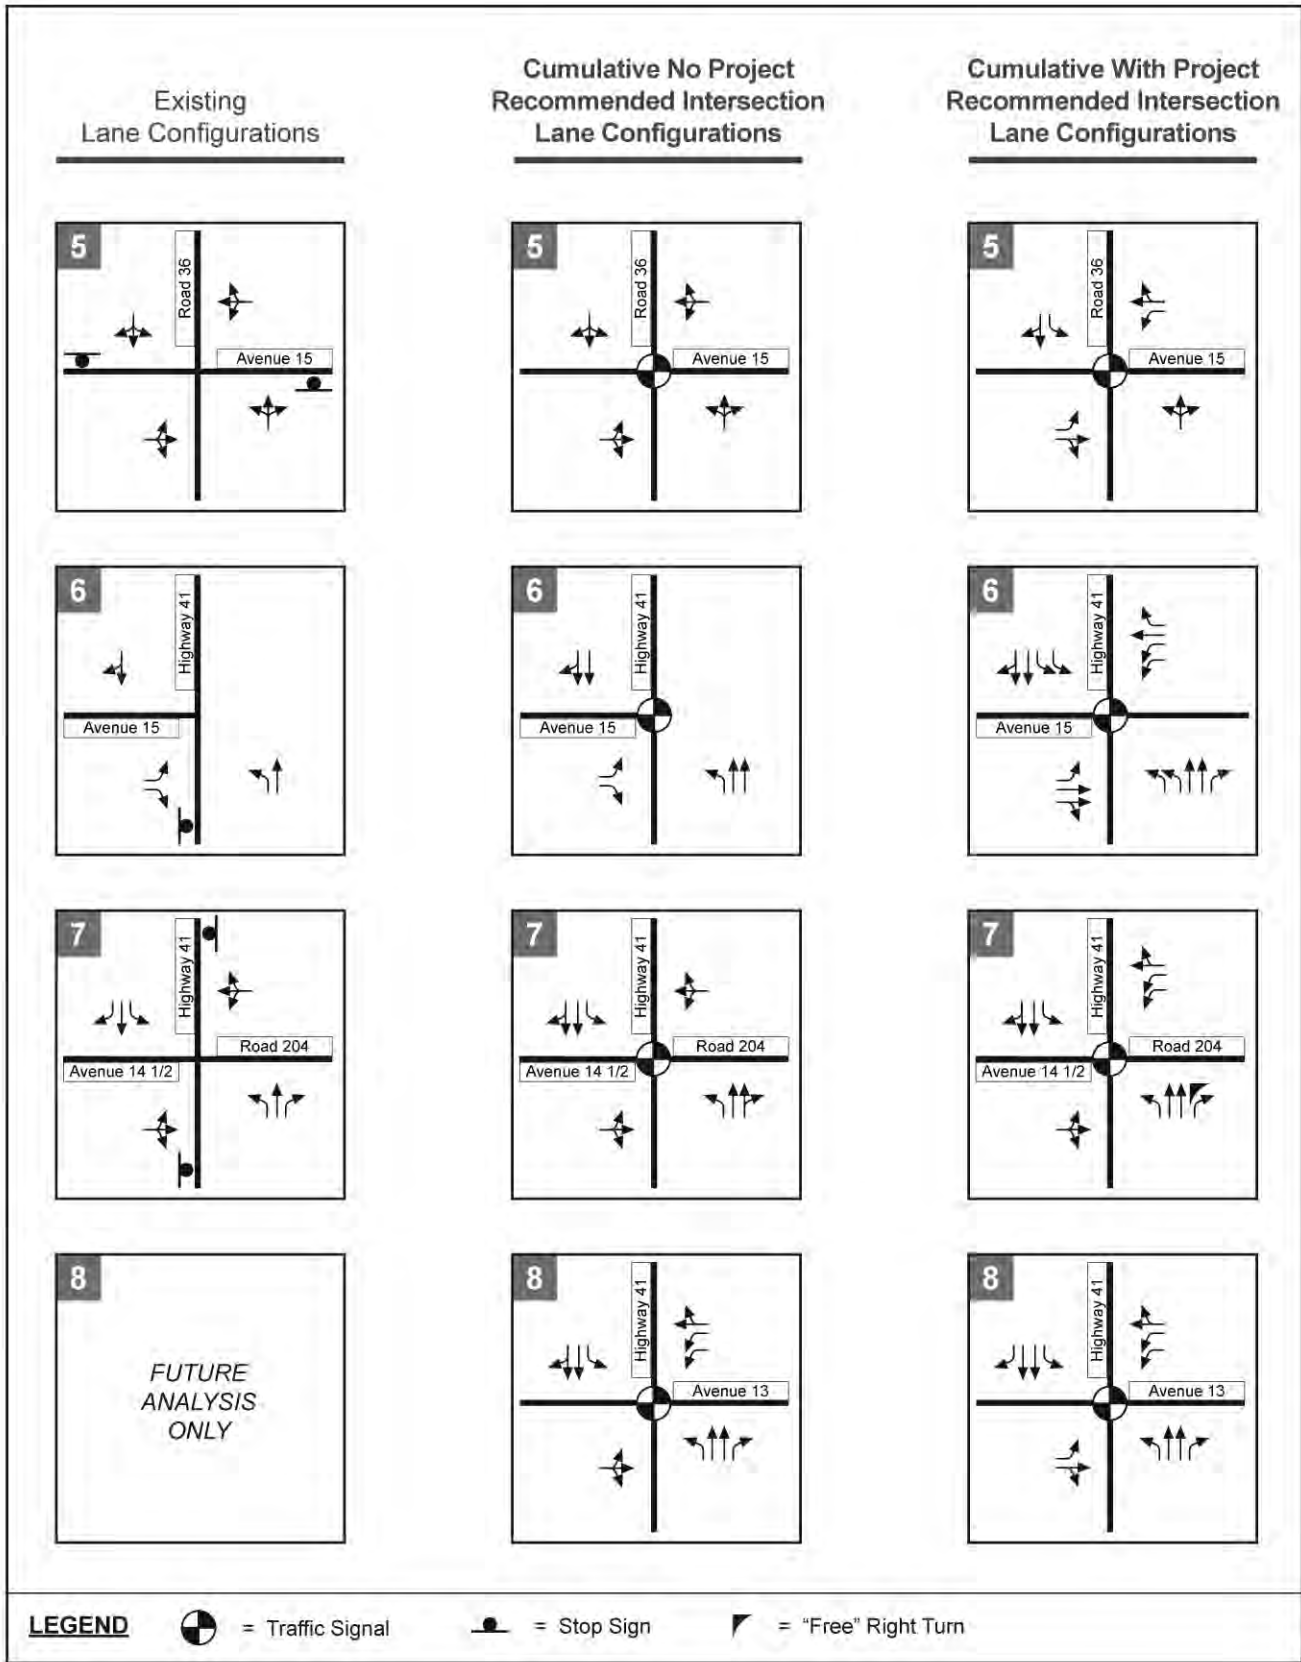 Existing
Lane Configurations
Cumulative No Project
Recommended Intersection
Lane Configurations
Cumulative With Project
Recommended Intersection
Lane Configurations
5
Road 36
Avenue 15
5
Road 36
Avenue 15
5
Road 36
Avenue 15
6
Highway 41
Avenue 15
6
Highway 41
Avenue 15
6
Highway 41
Avenue 15
7
Highway 41
Road 204
Avenue 14 1/2
7
Highway 41
Road 204
Avenue 14 1/2
7
Highway 41
Road 204
Avenue 14 1/2
8
FUTURE
ANALYSIS
ONLY
8
Highway 41
Avenue 13
8
Highway 41
Avenue 13
LEGEND
= Traffic Signal
= Stop Sign
= “Free” Right Turn